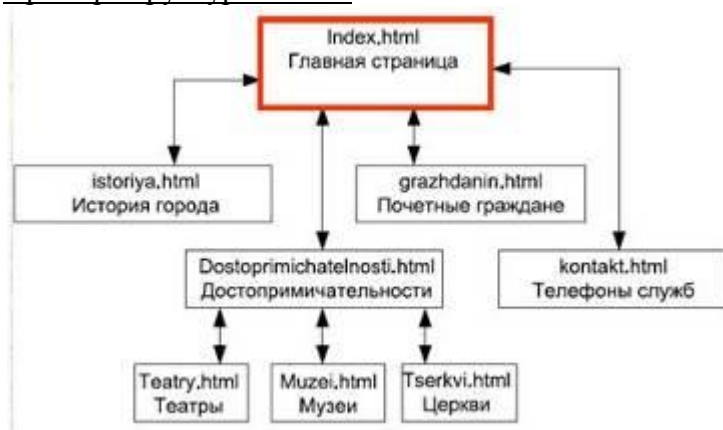 Index.html
Главная страница
istoriya.html
История города
grazhdanin.html
Почетные граждане
Dostoprimichatelnosti.html
Достопримичательности
kontakt.html
Телефоны служб
Teatry.html
Театры
Muzei.html
Музеи
Tserkvi.html
Церкви